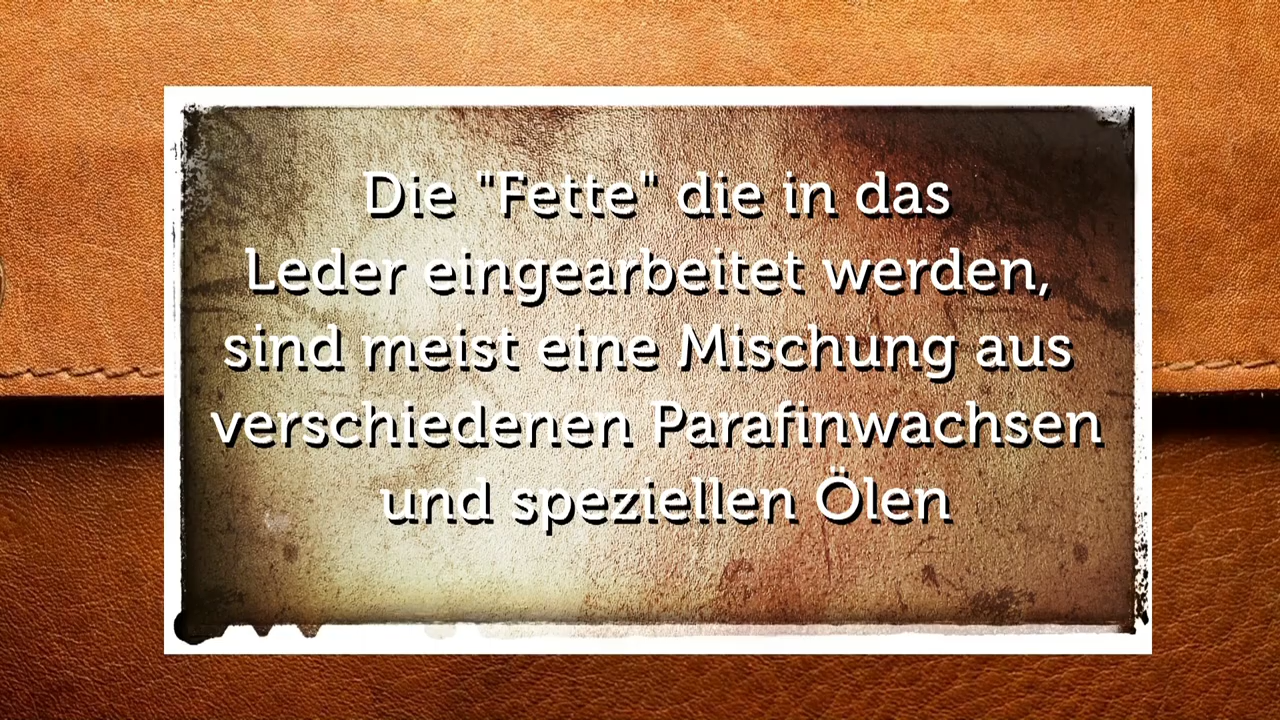 Die "Fette" die in das
Leder eingearbeitet werden,
sind meist eine Mischung aus
verschiedenen Parafinwachsen
und speziellen Ölen